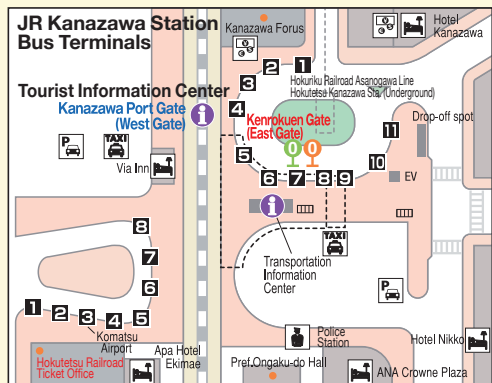 JR Kanazawa Station
Bus Terminals
Kanazawa Forus
Hotel
Kanazawa
Tourist Information Center
Kanazawa Port Gate
(West Gate)
i
Hokuriku Railroad Asanogawa Line
Hokutetsu Kanazawa Sta. (Underground)
Kenrokuen Gate
(East Gate)
1
2
3
4
5
6
7
8
9
10
11
0
0
Drop-off spot
EV
P
TAXI
Via Inn
i
Transportation
Information
Center
TAXI
P
8
7
6
5
4
3
2
1
Komatsu
Airport
Hokutetsu Railroad
Ticket Office
Apa Hotel
Ekimae
Police
Station
Pref.Ongaku-do Hall
Hotel Nikko
ANA Crowne Plaza